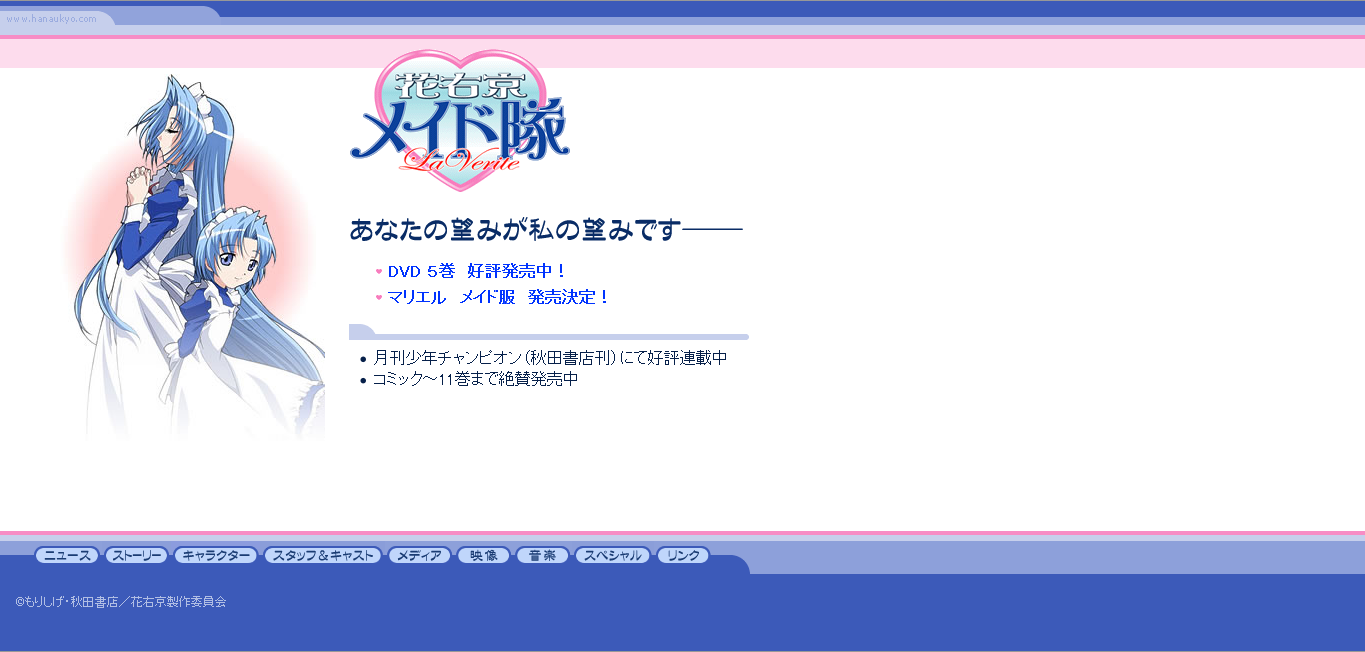 www.hanaukyo.com
花右京
メイド隊
La Verite
あなたの望みが私の望みです――
DVD 5巻 好評発売中！
マリエル メイド服 発売決定！
月刊少年チャンピオン（秋田書店刊）にて好評連載中
コミック～11巻まで絶賛発売中
ニュース ストーリー キャラクター スタッフ＆キャスト メディア 映像 音楽 スペシャル リンク
©もりしげ・秋田書店／花右京製作委員会